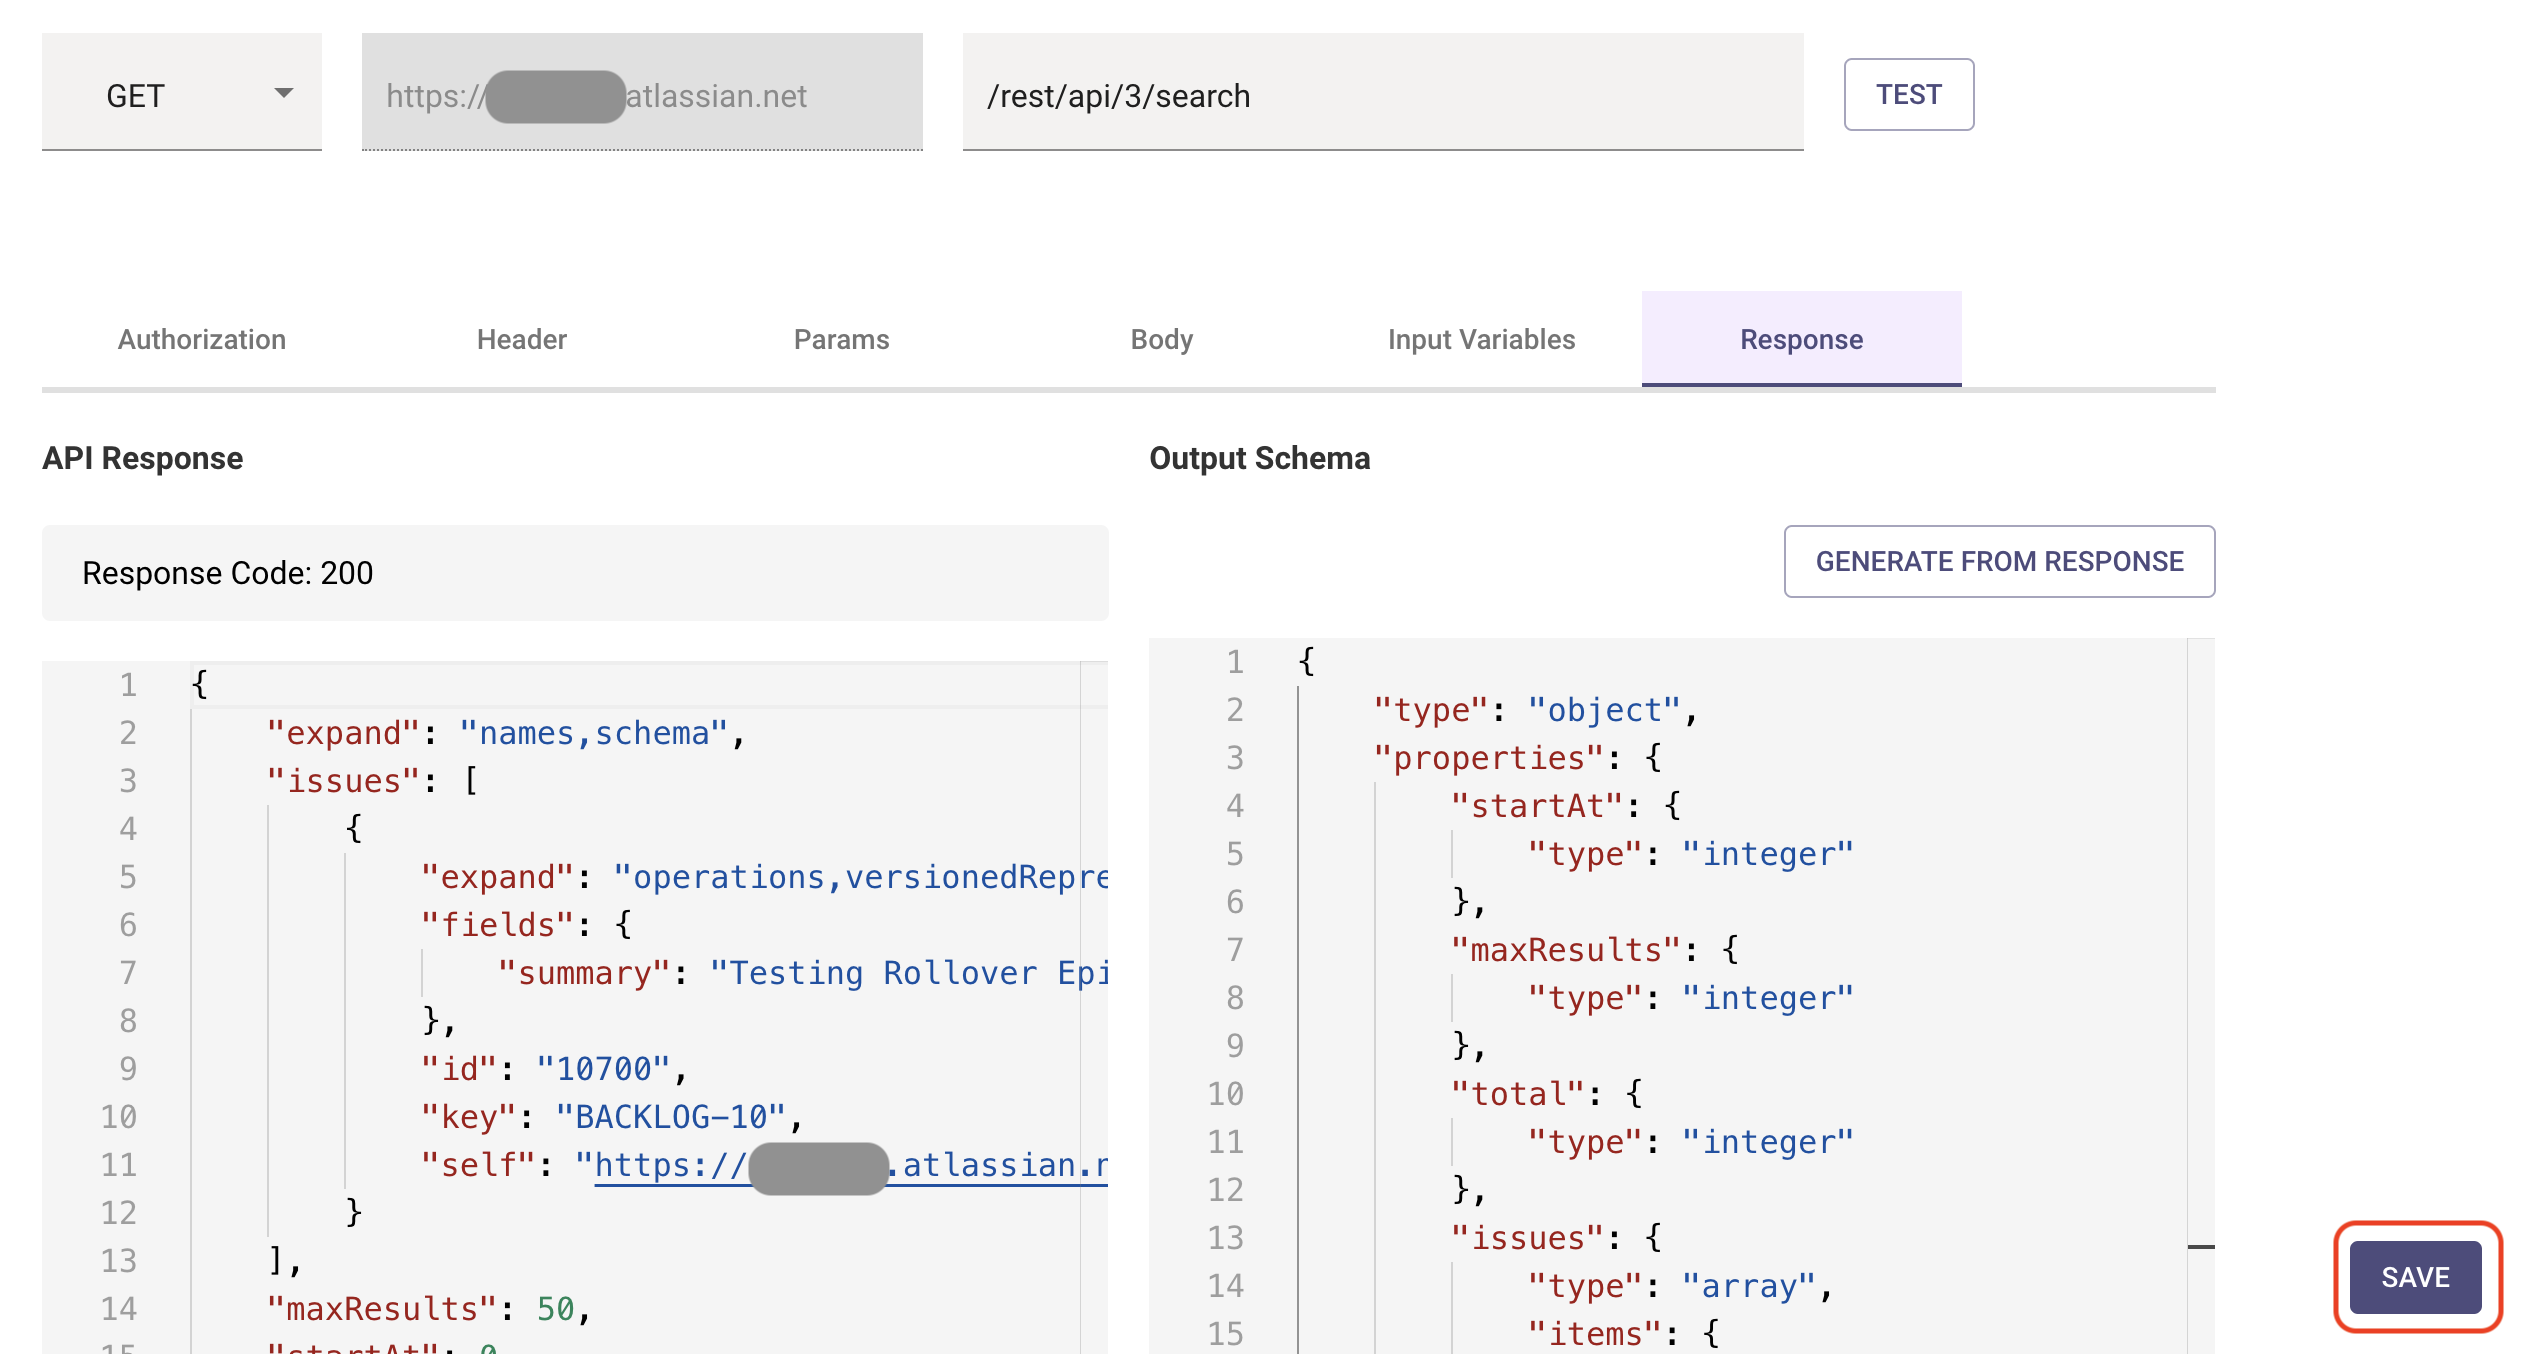 GET
https:// atlassian.net
/rest/api/3/search
TEST
Authorization
Header
Params
Body
Input Variables
Response
API Response
Output Schema
Response Code: 200
GENERATE FROM RESPONSE
1 {
2 "expand": "names,schema",
3 "issues": [
4 {
5 "expand": "operations,versionedRepre
6 "fields": {
7 "summary": "Testing Rollover Epi
8 },
9 "id": "10700",
10 "key": "BACKLOG-10",
11 "self": "https:// .atlassian.n
12 }
13 ],
14 "maxResults": 50,
15 "startAt": 0
1 {
2 "type": "object",
3 "properties": {
4 "startAt": {
5 "type": "integer"
6 },
7 "maxResults": {
8 "type": "integer"
9 },
10 "total": {
11 "type": "integer"
12 },
13 "issues": {
14 "type": "array",
15 "items": {
SAVE